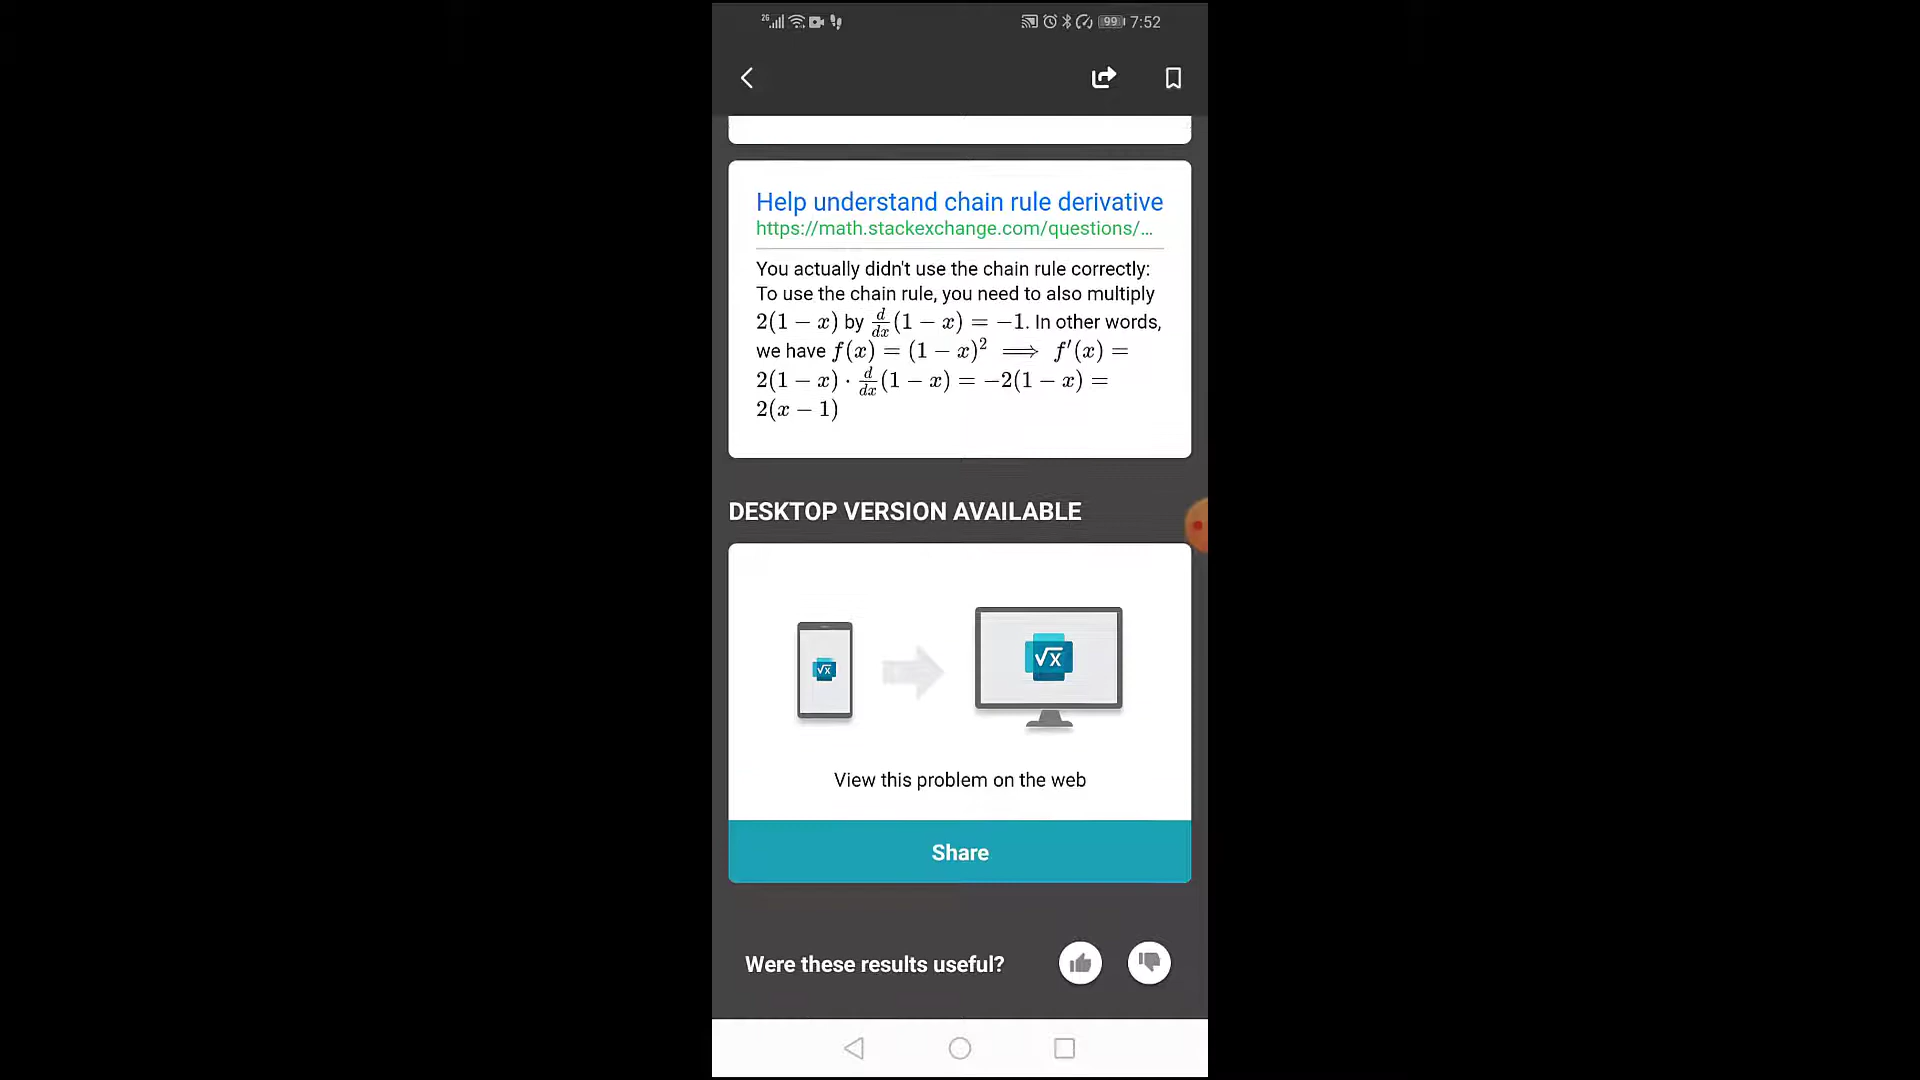 2G 99 7:52
Help understand chain rule derivative
https://math.stackexchange.com/questions/...
You actually didn't use the chain rule correctly:
To use the chain rule, you need to also multiply
2(1 − x) by d/dx (1 − x) = −1. In other words,
we have f(x) = (1 − x)² ⟹ f′(x) =
2(1 − x) · d/dx (1 − x) = −2(1 − x) =
2(x − 1)
DESKTOP VERSION AVAILABLE
√x
√x
View this problem on the web
Share
Were these results useful?